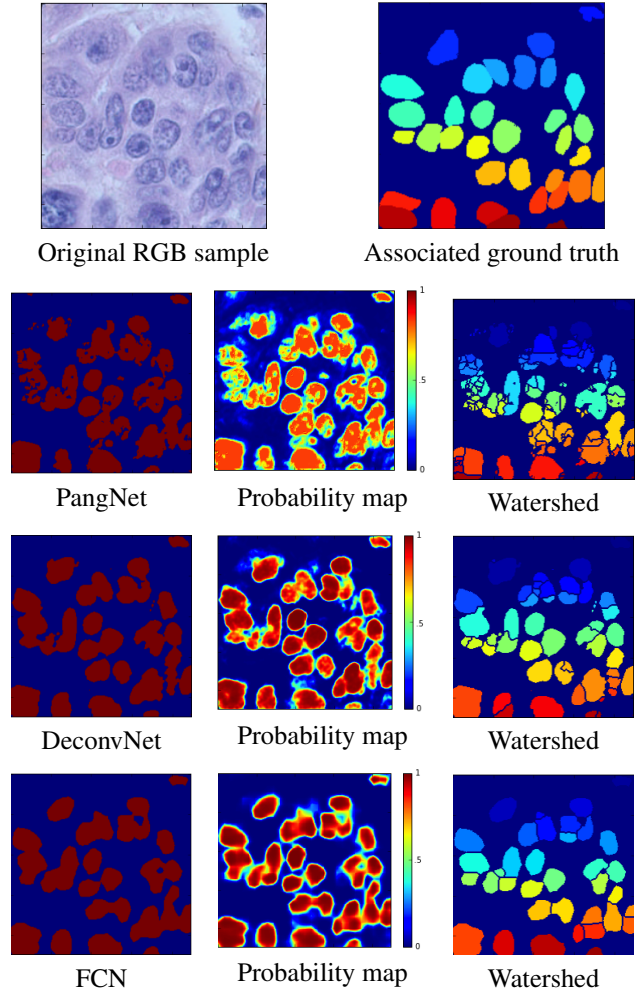 Original RGB sample
Associated ground truth
1
.5
0
PangNet
Probability map
Watershed
1
.5
0
DeconvNet
Probability map
Watershed
1
.5
0
FCN
Probability map
Watershed